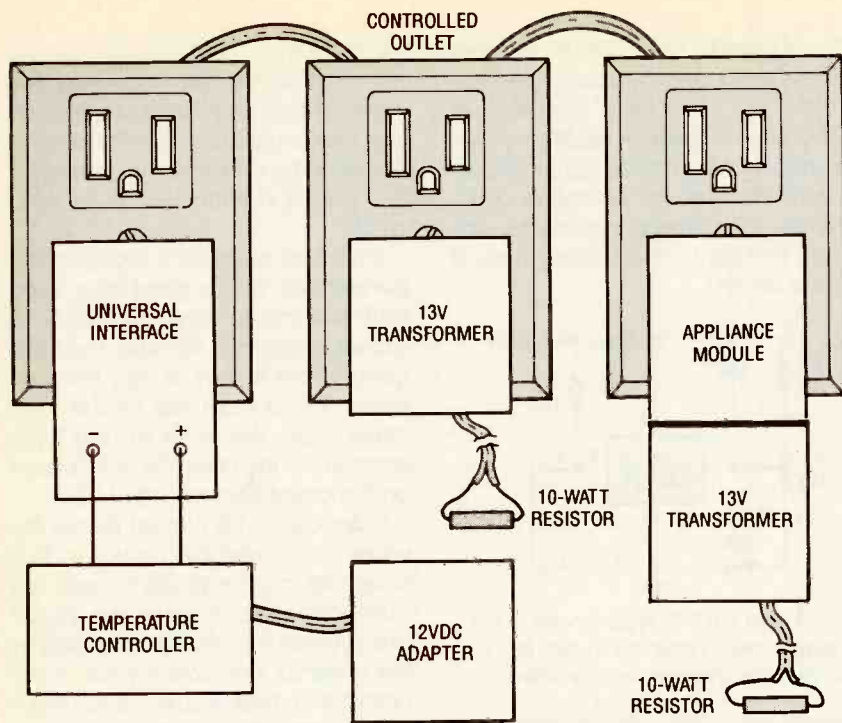 CONTROLLED
OUTLET
UNIVERSAL
INTERFACE
13V
TRANSFORMER
APPLIANCE
MODULE
−
+
10-WATT
RESISTOR
13V
TRANSFORMER
TEMPERATURE
CONTROLLER
12VDC
ADAPTER
10-WATT
RESISTOR